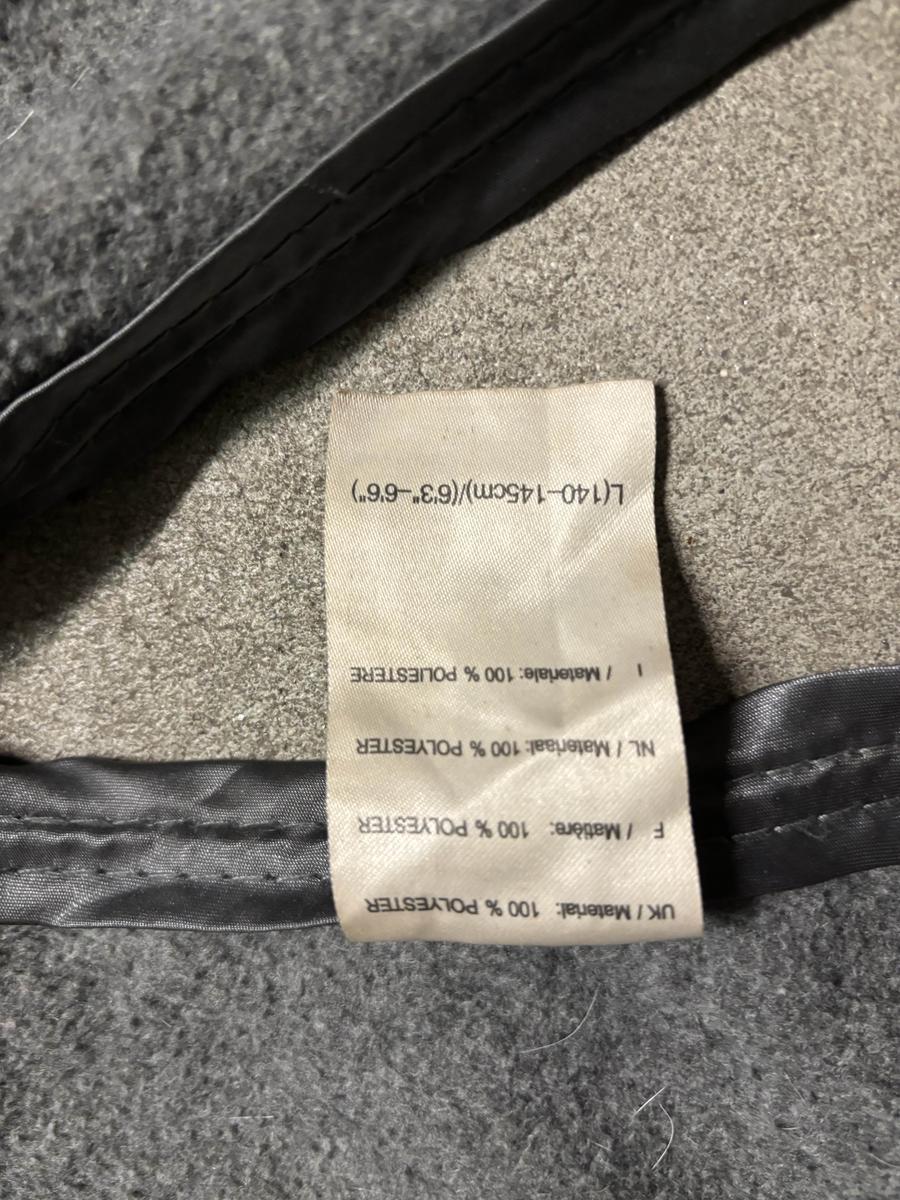 UK / Material: 100 % POLYESTER
F / Matière: 100 % POLYESTER
NL / Materiaal: 100 % POLYESTER
I / Materiale: 100 % POLIESTERE
L(140–145cm)/(6'3"–6'6")